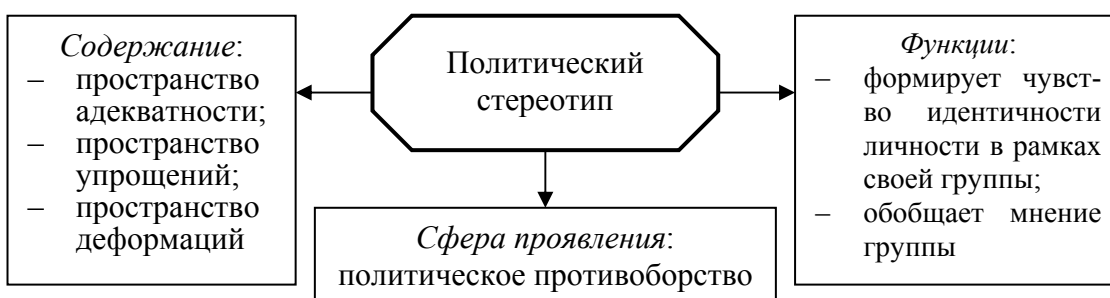 Содержание:
– пространство
адекватности;
– пространство
упрощений;
– пространство
деформаций
Политический
стереотип
Сфера проявления:
политическое противоборство
Функции:
– формирует чувст-
во идентичности
личности в рамках
своей группы;
– обобщает мнение
группы